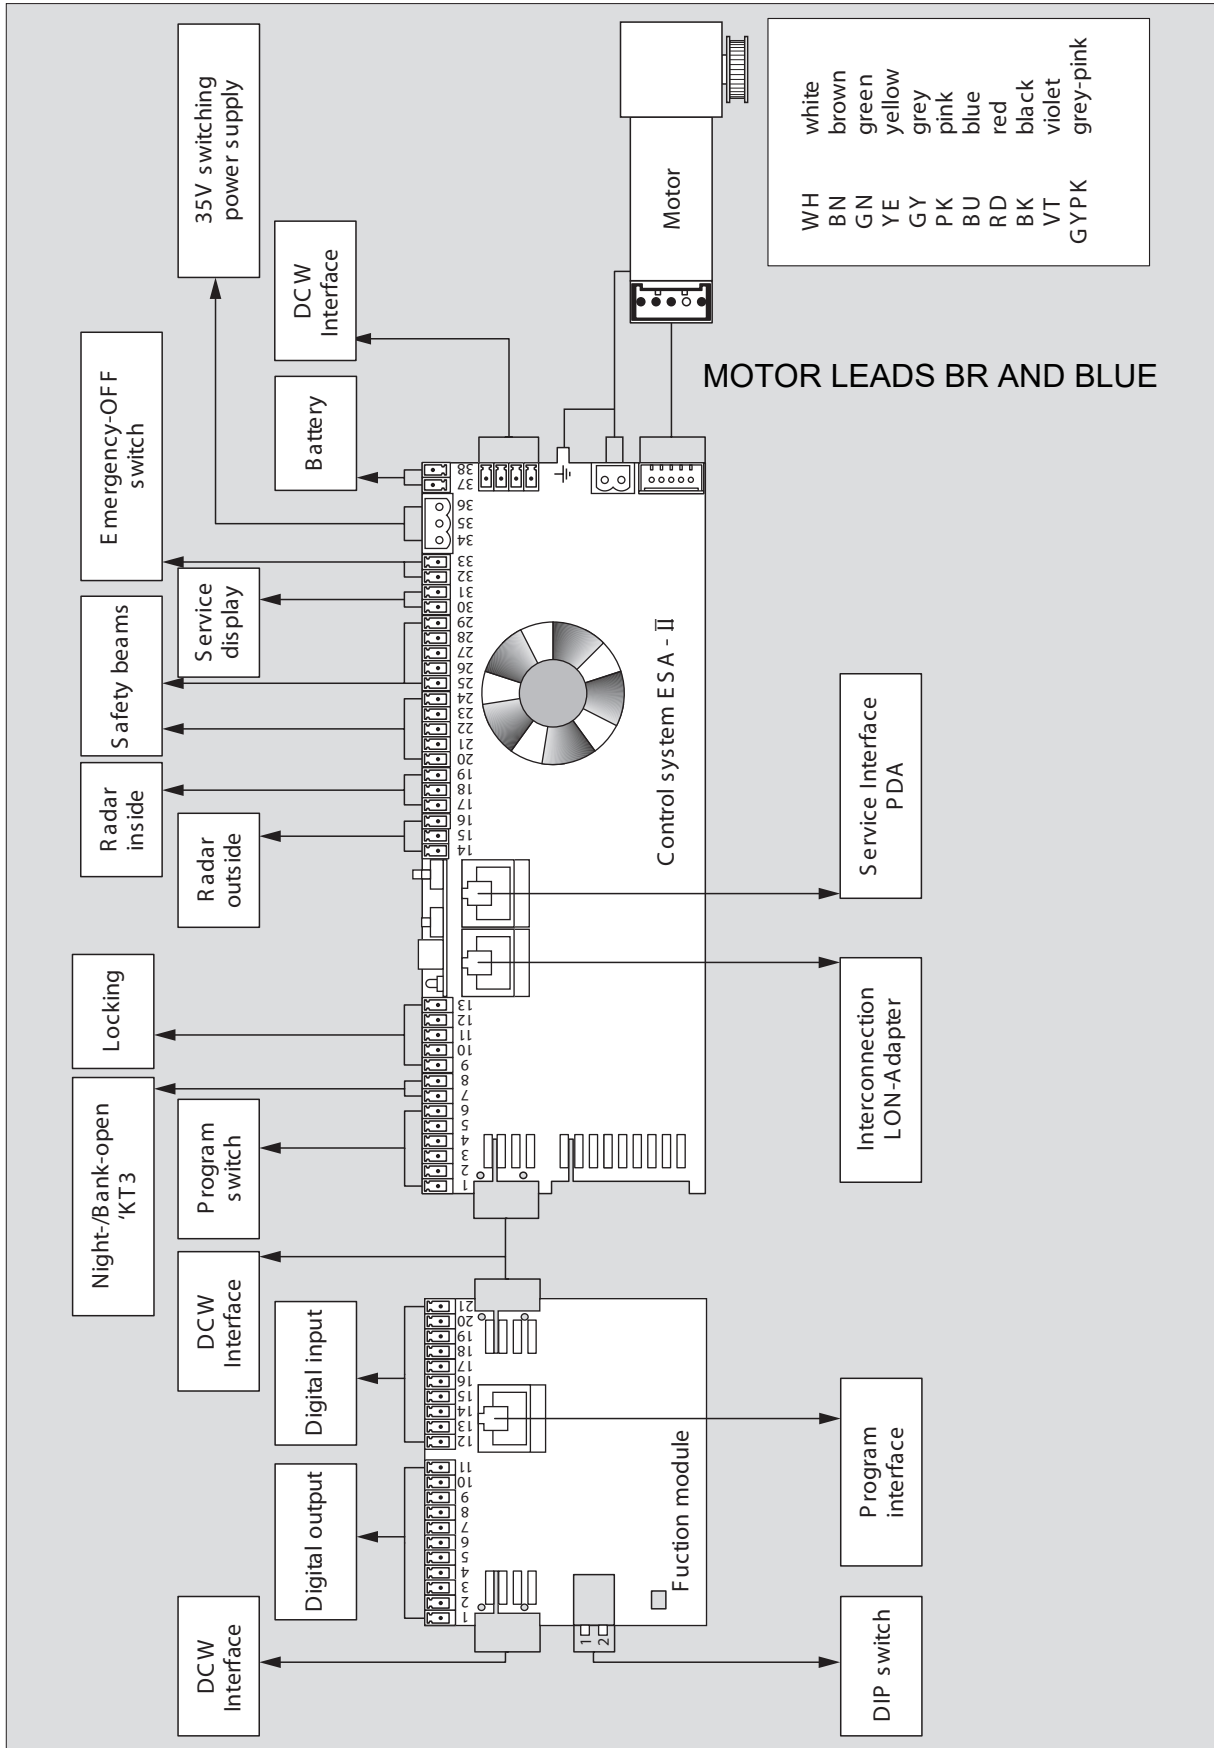 35V switching
power supply
Emergency-OFF
switch
DCW
Interface
Battery
Safety beams
Service
display
Radar
inside
Radar
outside
Locking
Night-/Bank-open
'KT3
Program
switch
DCW
Interface
Digital input
Digital output
DCW
Interface
38
37
36
35
34
33
32
31
30
29
28
27
26
25
24
23
22
21
20
19
18
17
16
15
14
13
12
11
10
9
8
7
6
5
4
3
2
1
Control system ESA - II
21
20
19
18
17
16
15
14
13
12
11
10
9
8
7
6
5
4
3
2
1
1
2
Fuction module
Motor
MOTOR LEADS BR AND BLUE
WH white
BN brown
GN green
YE yellow
GY grey
PK pink
BU blue
RD red
BK black
VT violet
GYPK grey-pink
Service Interface
PDA
Interconnection
LON-Adapter
Program
interface
DIP switch